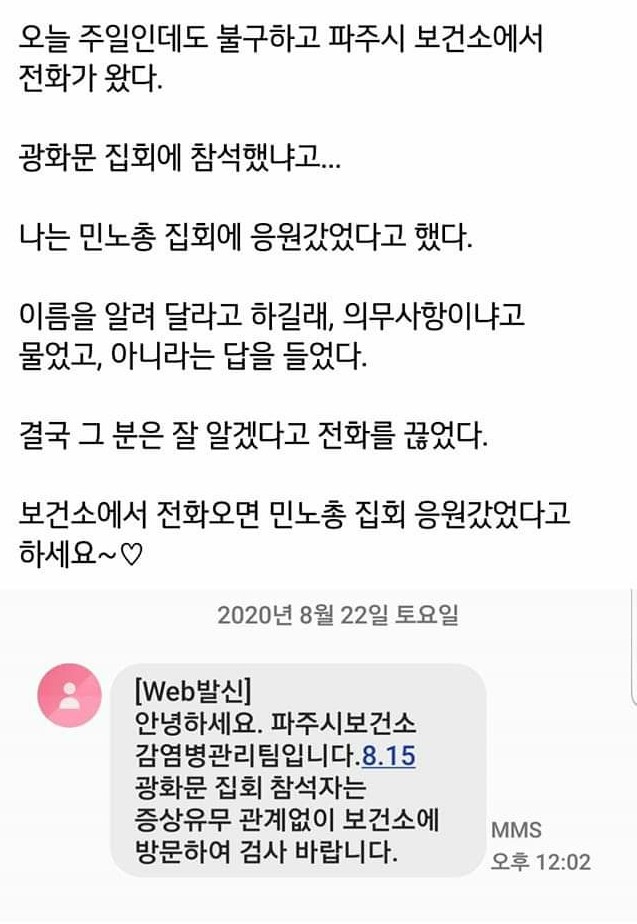 오늘 주일인데도 불구하고 파주시 보건소에서
전화가 왔다.
광화문 집회에 참석했냐고...
나는 민노총 집회에 응원갔었다고 했다.
이름을 알려 달라고 하길래, 의무사항이냐고
물었고, 아니라는 답을 들었다.
결국 그 분은 잘 알겠다고 전화를 끊었다.
보건소에서 전화오면 민노총 집회 응원갔었다고
하세요~♡
2020년 8월 22일 토요일
[Web발신]
안녕하세요. 파주시보건소
감염병관리팀입니다.8.15
광화문 집회 참석자는
증상유무 관계없이 보건소에
방문하여 검사 바랍니다.
MMS
오후 12:02